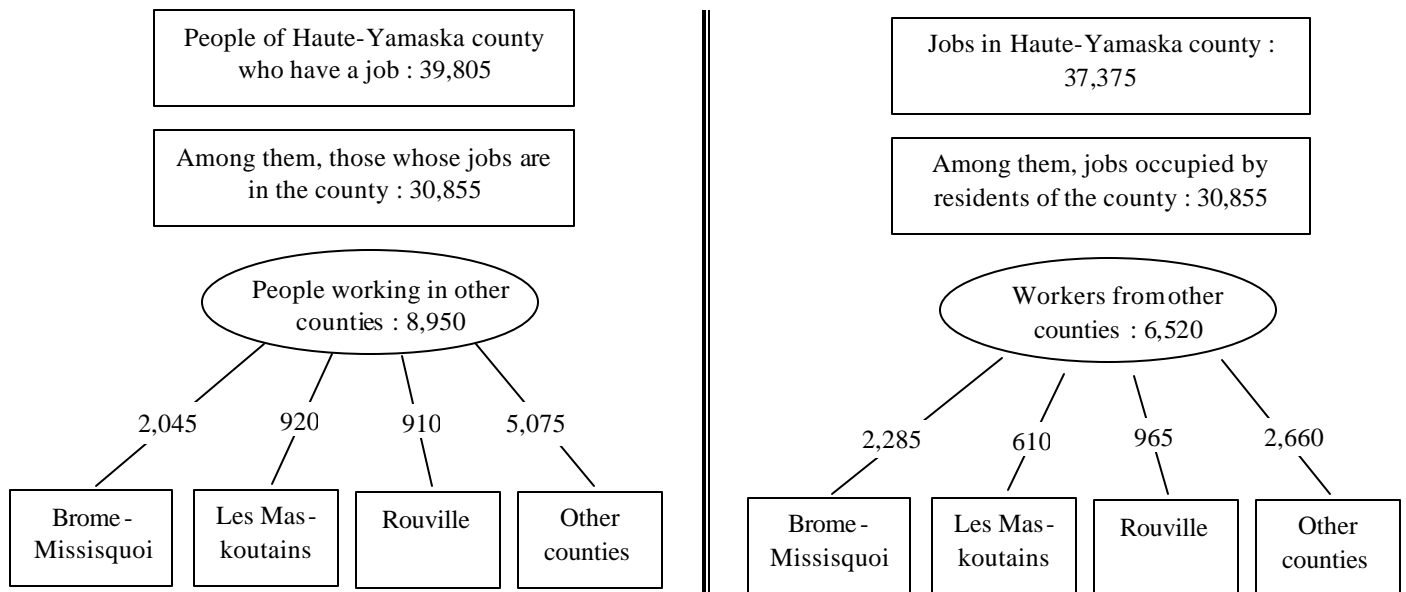 People of Haute-Yamaska county
who have a job : 39,805
Among them, those whose jobs are
in the county : 30,855
People working in other
counties : 8,950
2,045
920
910
5,075
Brome-
Missisquoi
Les Mas-
koutains
Rouville
Other
counties
Jobs in Haute-Yamaska county :
37,375
Among them, jobs occupied by
residents of the county : 30,855
Workers from other
counties : 6,520
2,285
610
965
2,660
Brome-
Missisquoi
Les Mas-
koutains
Rouville
Other
counties